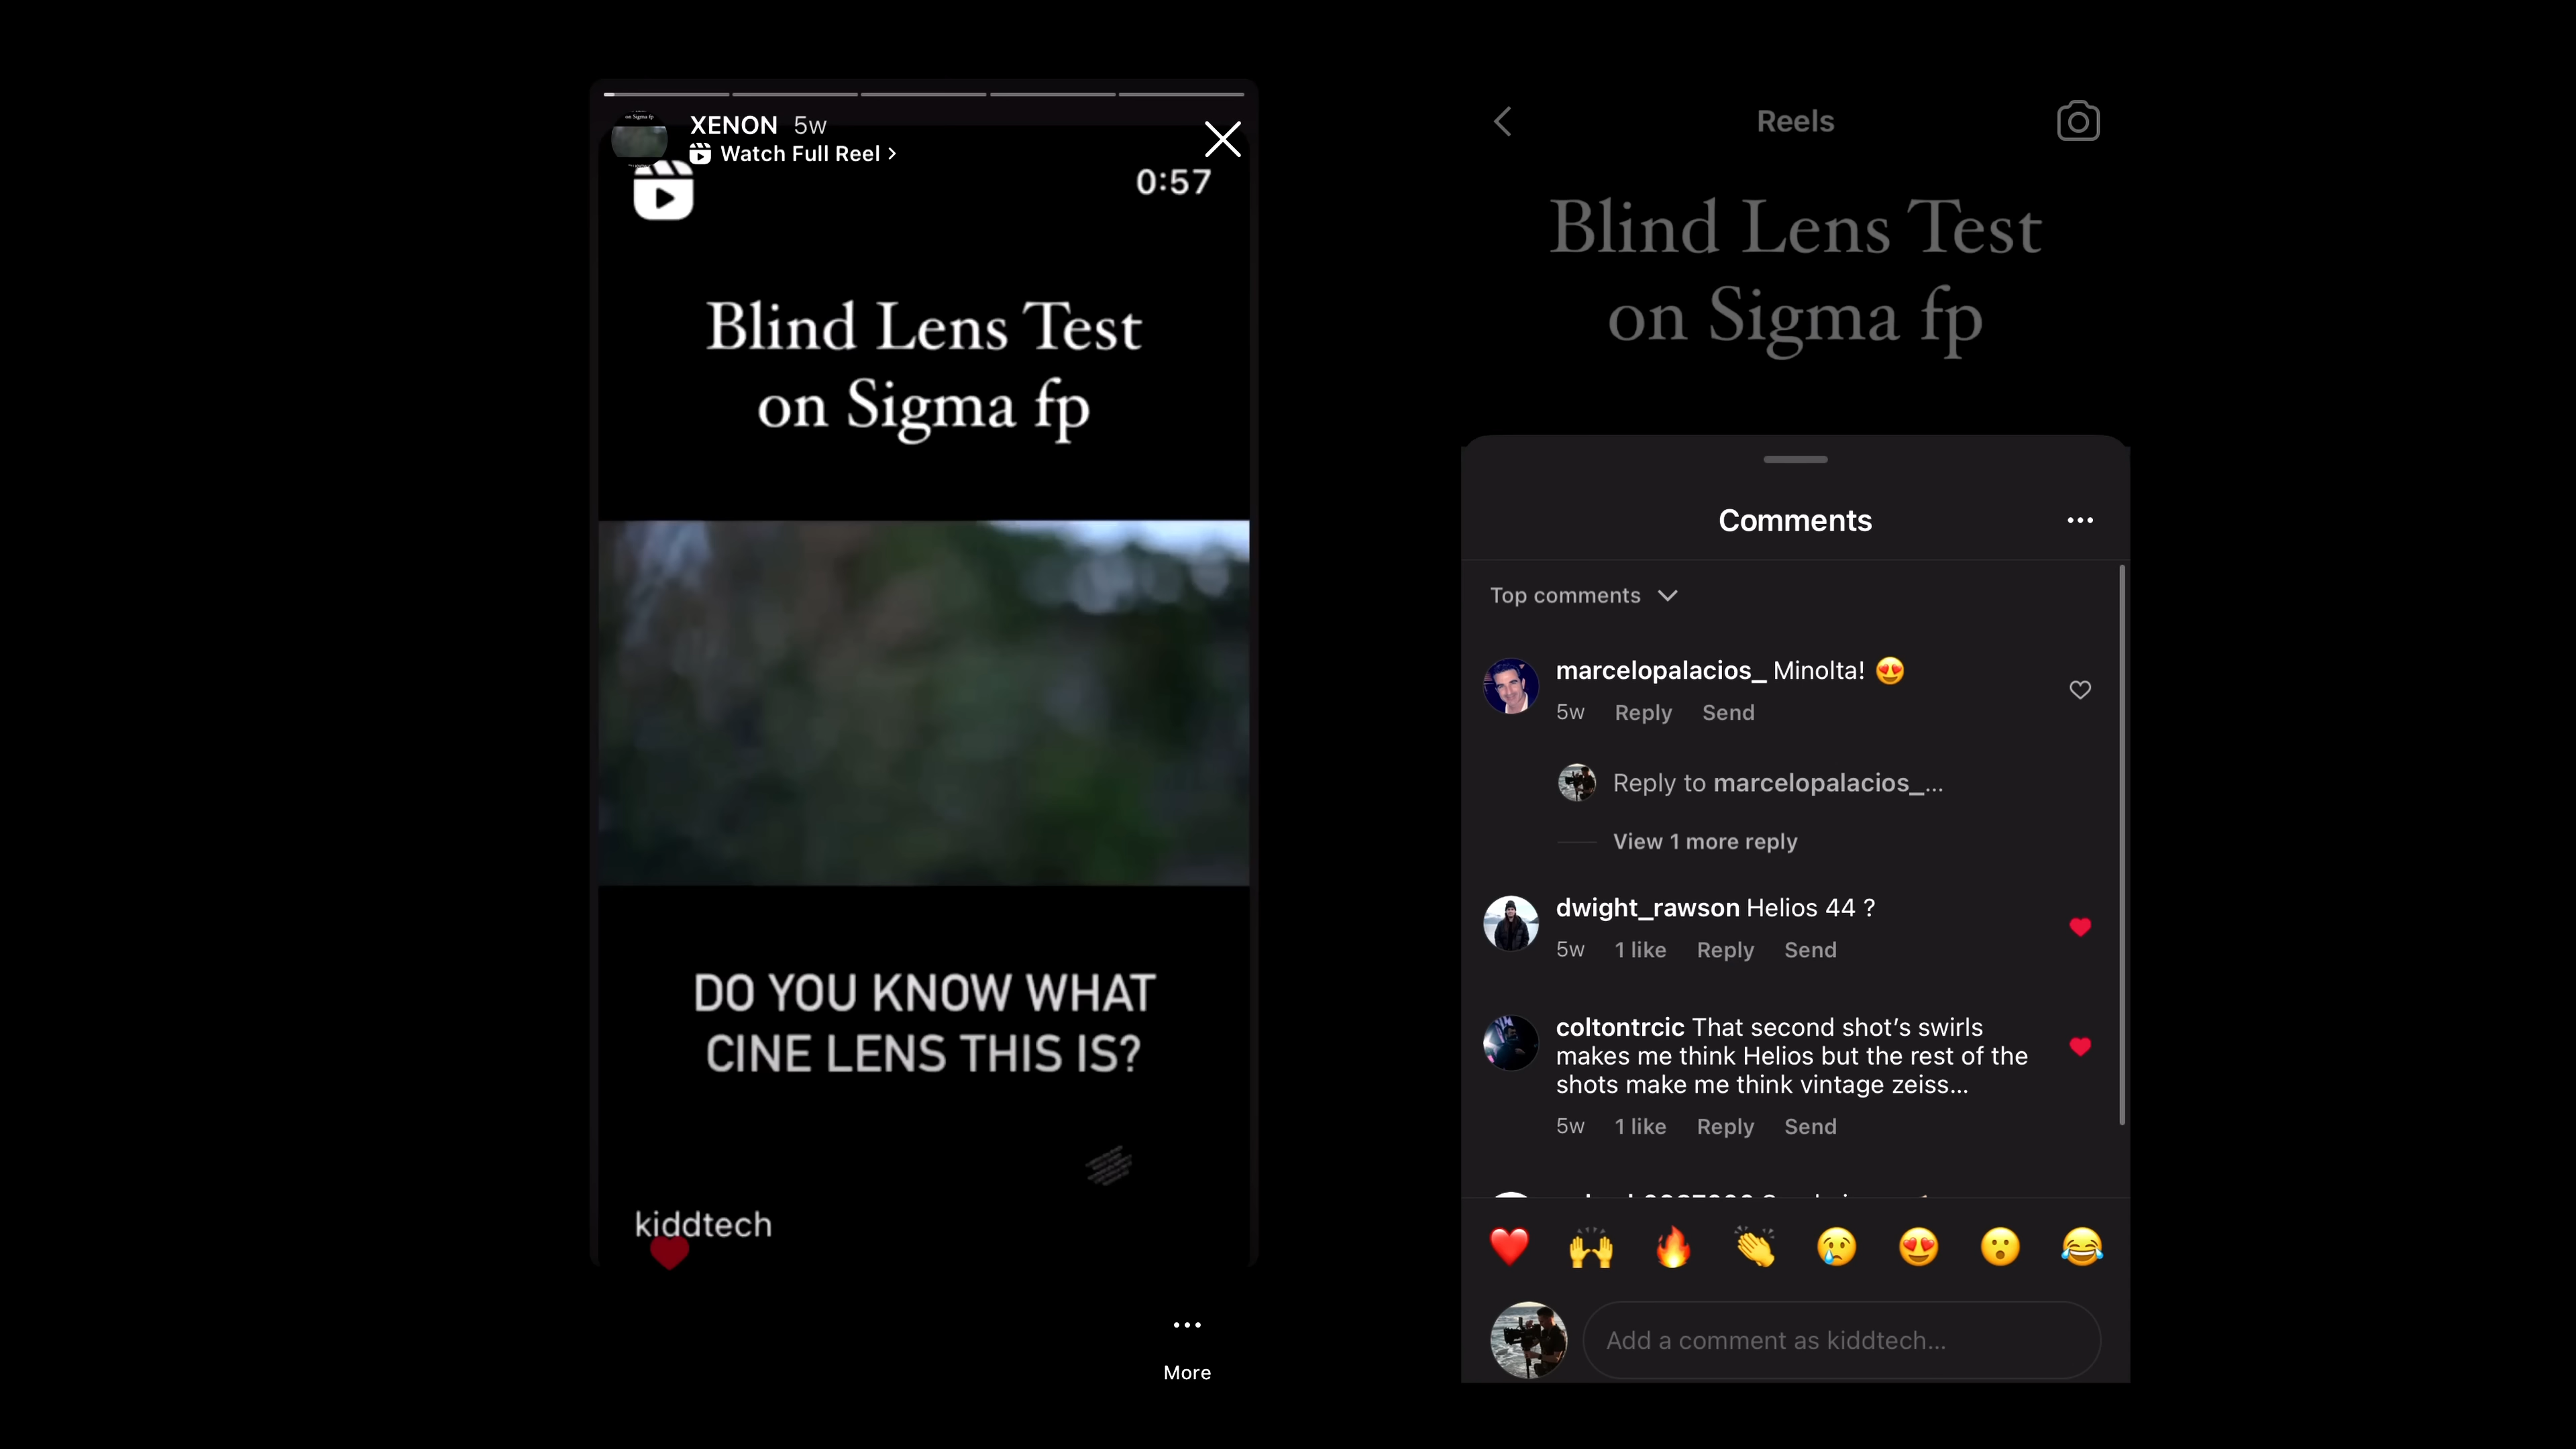 XENON 5w
Watch Full Reel >
0:57
Blind Lens Test
on Sigma fp
DO YOU KNOW WHAT
CINE LENS THIS IS?
kiddtech
More
Reels
Blind Lens Test
on Sigma fp
Comments
Top comments
marcelopalacios_ Minolta! 😍
5w Reply Send
Reply to marcelopalacios_...
View 1 more reply
dwight_rawson Helios 44 ?
5w 1 like Reply Send
coltontrcic That second shot’s swirls
makes me think Helios but the rest of the
shots make me think vintage zeiss...
5w 1 like Reply Send
❤️ 🙌 🔥 👏 😢 😍 😮 😂
Add a comment as kiddtech...